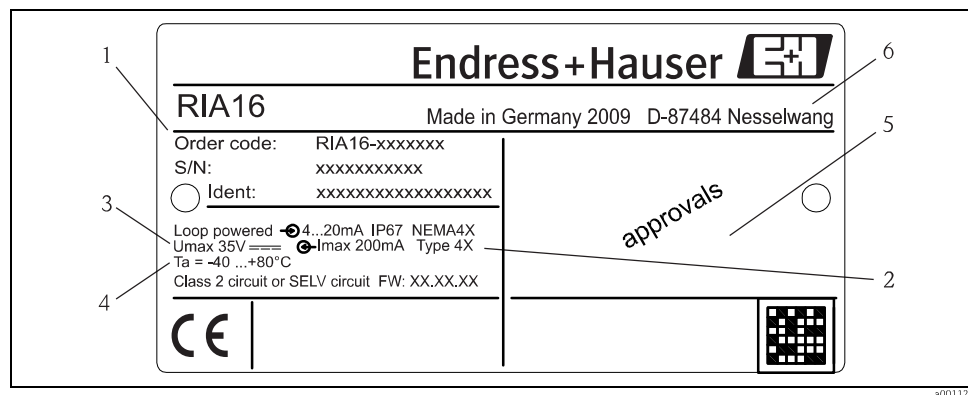 Endress+Hauser
RIA16
Made in Germany 2009 D-87484 Nesselwang
Order code: RIA16-xxxxxxx
S/N: xxxxxxxxxxx
Ident: xxxxxxxxxxxxxxxxxx
Loop powered 4...20mA IP67 NEMA4X
Umax 35V Imax 200mA Type 4X
Ta = -40 ...+80°C
Class 2 circuit or SELV circuit FW: XX.XX.XX
approvals
CE
1
2
3
4
5
6
a00112